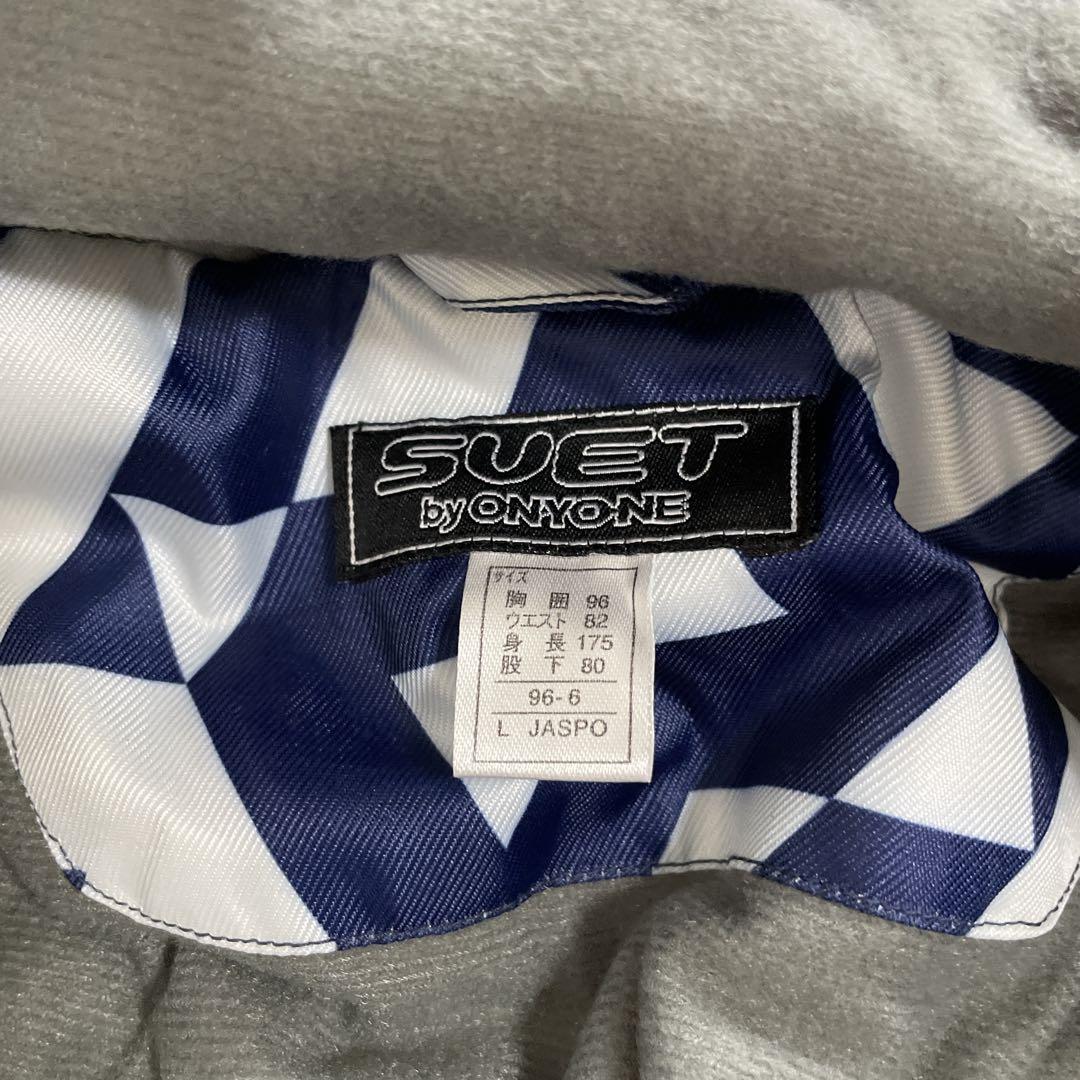 SUET
by ONYONE
サイズ
胸 囲 96
ウエスト 82
身 長 175
股 下 80
96-6
L JASPO